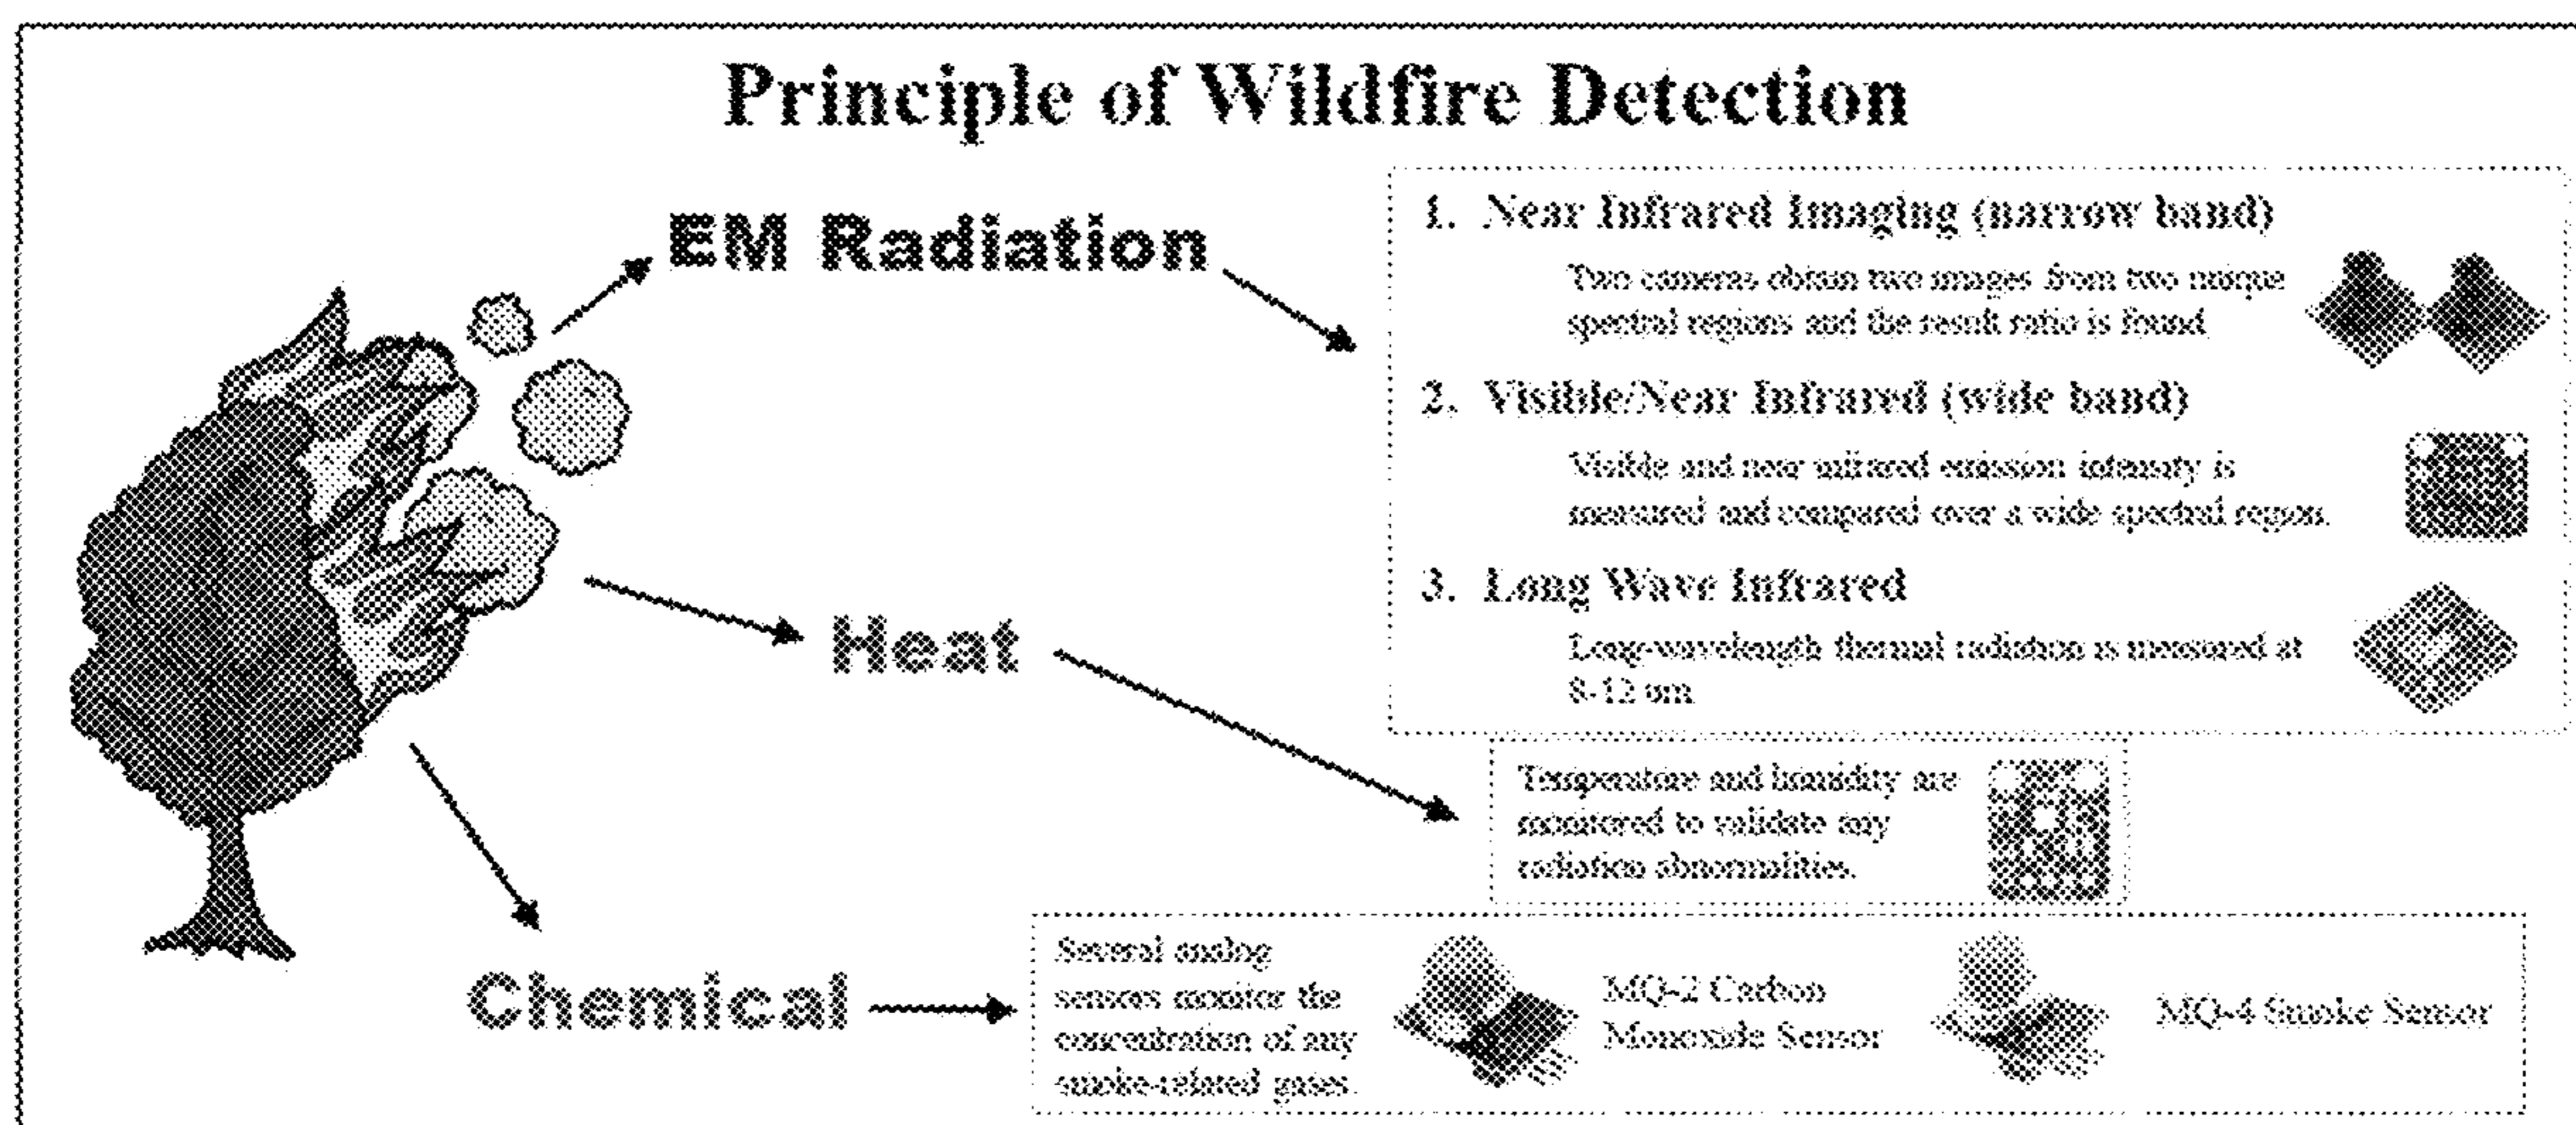 Principle of Wildfire Detection
EM Radiation
1. Near Infrared Imaging (narrow band)
Two cameras obtain two images from two unique
spectral regions and the result ratio is found
2. Visible/Near Infrared (wide band)
Visible and near infrared emission intensity is
measured and compared over a wide spectral region.
3. Long Wave Infrared
Long-wavelength thermal radiation is measured at
8-12 um
Heat
Temperature and humidity are
monitored to validate any
radiation abnormalities.
Chemical
Several analog
sensors monitor the
concentration of any
smoke-related gases.
MQ-2 Carbon
Monoxide Sensor
MQ-4 Smoke Sensor